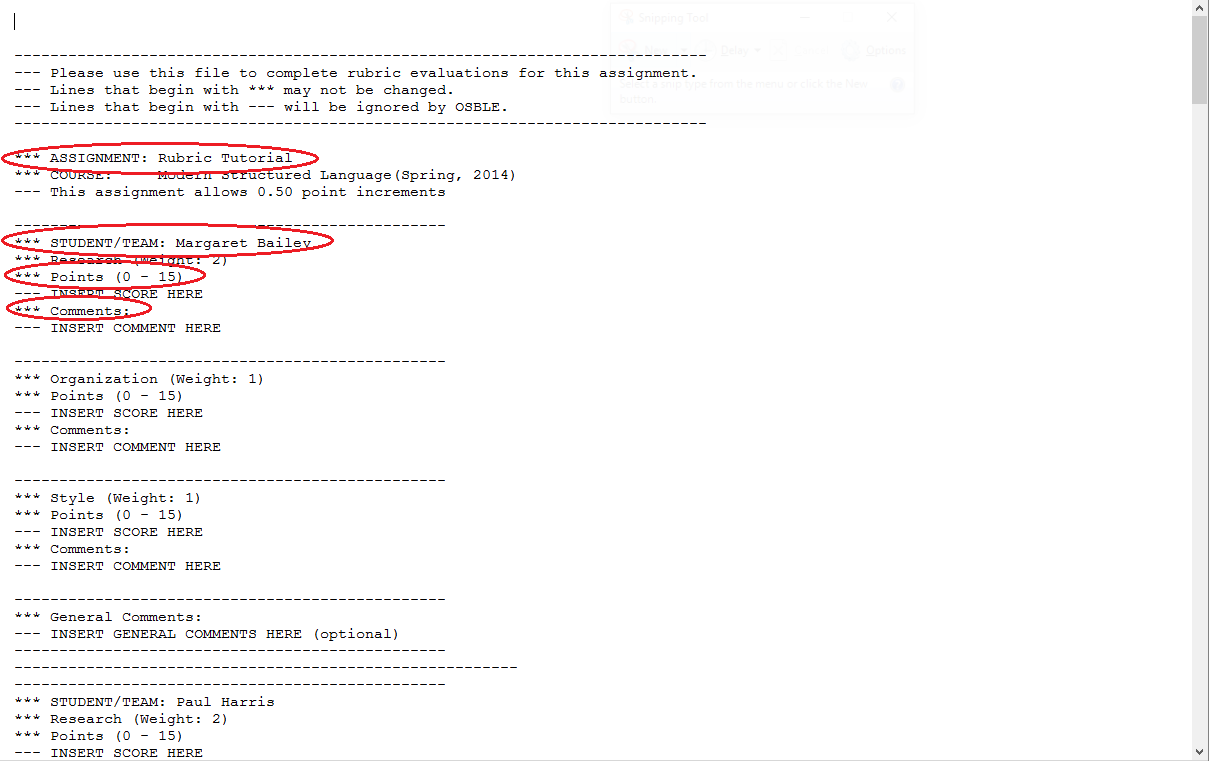 Snipping Tool
New Delay Options
Select a snip type from the menu or click the New
button.
-----------------------------------------------------------------------------
--- Please use this file to complete rubric evaluations for this assignment.
--- Lines that begin with *** may not be changed.
--- Lines that begin with --- will be ignored by OSBLE.
-----------------------------------------------------------------------------
*** ASSIGNMENT: Rubric Tutorial
*** COURSE:     Modern Structured Language(Spring, 2014)
--- This assignment allows 0.50 point increments
------------------------------------------------
*** STUDENT/TEAM: Margaret Bailey
*** Research (Weight: 2)
*** Points (0 - 15)
--- INSERT SCORE HERE
*** Comments:
--- INSERT COMMENT HERE
------------------------------------------------
*** Organization (Weight: 1)
*** Points (0 - 15)
--- INSERT SCORE HERE
*** Comments:
--- INSERT COMMENT HERE
------------------------------------------------
*** Style (Weight: 1)
*** Points (0 - 15)
--- INSERT SCORE HERE
*** Comments:
--- INSERT COMMENT HERE
------------------------------------------------
*** General Comments:
--- INSERT GENERAL COMMENTS HERE (optional)
------------------------------------------------
--------------------------------------------------------
------------------------------------------------
*** STUDENT/TEAM: Paul Harris
*** Research (Weight: 2)
*** Points (0 - 15)
--- INSERT SCORE HERE